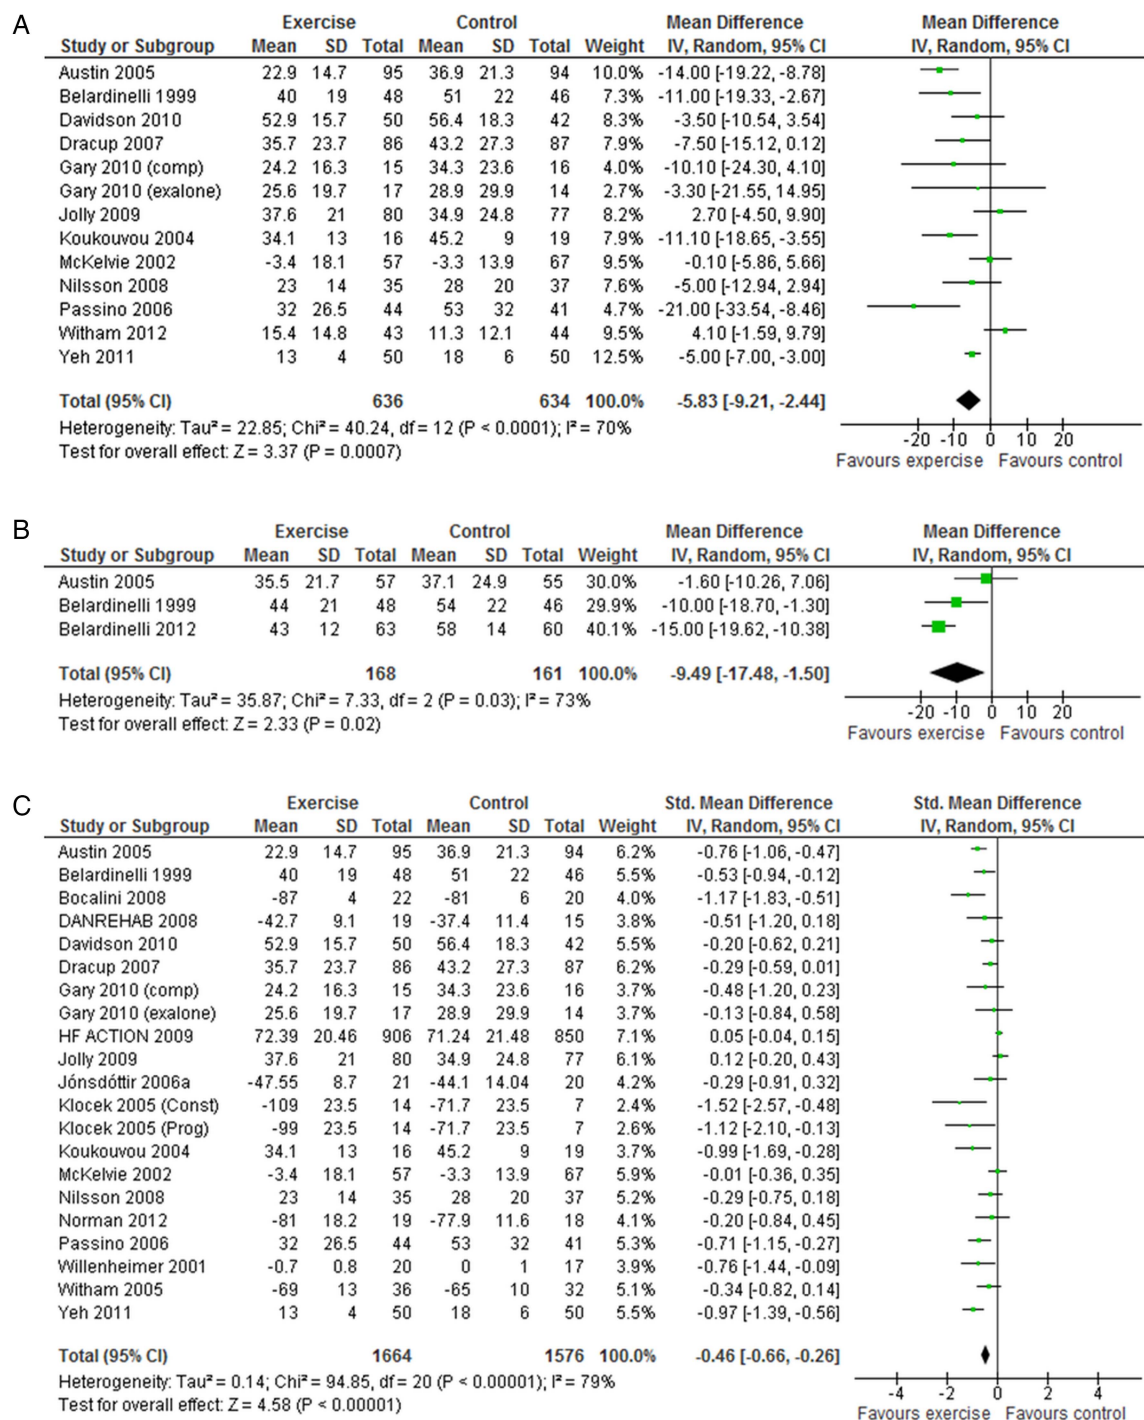 A
Exercise Control Mean Difference Mean Difference
Study or Subgroup Mean SD Total Mean SD Total Weight IV, Random, 95% CI IV, Random, 95% CI
Austin 2005 22.9 14.7 95 36.9 21.3 94 10.0% -14.00 [-19.22, -8.78]
Belardinelli 1999 40 19 48 51 22 46 7.3% -11.00 [-19.33, -2.67]
Davidson 2010 52.9 15.7 50 56.4 18.3 42 8.3% -3.50 [-10.54, 3.54]
Dracup 2007 35.7 23.7 86 43.2 27.3 87 7.9% -7.50 [-15.12, 0.12]
Gary 2010 (comp) 24.2 16.3 15 34.3 23.6 16 4.0% -10.10 [-24.30, 4.10]
Gary 2010 (exalone) 25.6 19.7 17 28.9 29.9 14 2.7% -3.30 [-21.55, 14.95]
Jolly 2009 37.6 21 80 34.9 24.8 77 8.2% 2.70 [-4.50, 9.90]
Koukouvou 2004 34.1 13 16 45.2 9 19 7.9% -11.10 [-18.65, -3.55]
McKelvie 2002 -3.4 18.1 57 -3.3 13.9 67 9.5% -0.10 [-5.86, 5.66]
Nilsson 2008 23 14 35 28 20 37 7.6% -5.00 [-12.94, 2.94]
Passino 2006 32 26.5 44 53 32 41 4.7% -21.00 [-33.54, -8.46]
Witham 2012 15.4 14.8 43 11.3 12.1 44 9.5% 4.10 [-1.59, 9.79]
Yeh 2011 13 4 50 18 6 50 12.5% -5.00 [-7.00, -3.00]
Total (95% CI) 636 634 100.0% -5.83 [-9.21, -2.44]
Heterogeneity: Tau² = 22.85; Chi² = 40.24, df = 12 (P < 0.0001); I² = 70%
Test for overall effect: Z = 3.37 (P = 0.0007)
-20 -10 0 10 20
Favours expercise Favours control
B
Exercise Control Mean Difference Mean Difference
Study or Subgroup Mean SD Total Mean SD Total Weight IV, Random, 95% CI IV, Random, 95% CI
Austin 2005 35.5 21.7 57 37.1 24.9 55 30.0% -1.60 [-10.26, 7.06]
Belardinelli 1999 44 21 48 54 22 46 29.9% -10.00 [-18.70, -1.30]
Belardinelli 2012 43 12 63 58 14 60 40.1% -15.00 [-19.62, -10.38]
Total (95% CI) 168 161 100.0% -9.49 [-17.48, -1.50]
Heterogeneity: Tau² = 35.87; Chi² = 7.33, df = 2 (P = 0.03); I² = 73%
Test for overall effect: Z = 2.33 (P = 0.02)
-20 -10 0 10 20
Favours exercise Favours control
C
Exercise Control Std. Mean Difference Std. Mean Difference
Study or Subgroup Mean SD Total Mean SD Total Weight IV, Random, 95% CI IV, Random, 95% CI
Austin 2005 22.9 14.7 95 36.9 21.3 94 6.2% -0.76 [-1.06, -0.47]
Belardinelli 1999 40 19 48 51 22 46 5.5% -0.53 [-0.94, -0.12]
Bocalini 2008 -87 4 22 -81 6 20 4.0% -1.17 [-1.83, -0.51]
DANREHAB 2008 -42.7 9.1 19 -37.4 11.4 15 3.8% -0.51 [-1.20, 0.18]
Davidson 2010 52.9 15.7 50 56.4 18.3 42 5.5% -0.20 [-0.62, 0.21]
Dracup 2007 35.7 23.7 86 43.2 27.3 87 6.2% -0.29 [-0.59, 0.01]
Gary 2010 (comp) 24.2 16.3 15 34.3 23.6 16 3.7% -0.48 [-1.20, 0.23]
Gary 2010 (exalone) 25.6 19.7 17 28.9 29.9 14 3.7% -0.13 [-0.84, 0.58]
HF ACTION 2009 72.39 20.46 906 71.24 21.48 850 7.1% 0.05 [-0.04, 0.15]
Jolly 2009 37.6 21 80 34.9 24.8 77 6.1% 0.12 [-0.20, 0.43]
Jónsdóttir 2006a -47.55 8.7 21 -44.1 14.04 20 4.2% -0.29 [-0.91, 0.32]
Klocek 2005 (Const) -109 23.5 14 -71.7 23.5 7 2.4% -1.52 [-2.57, -0.48]
Klocek 2005 (Prog) -99 23.5 14 -71.7 23.5 7 2.6% -1.12 [-2.10, -0.13]
Koukouvou 2004 34.1 13 16 45.2 9 19 3.8% -0.99 [-1.69, -0.28]
McKelvie 2002 -3.4 18.1 57 -3.3 13.9 67 5.9% -0.01 [-0.36, 0.35]
Nilsson 2008 23 14 35 28 20 37 5.2% -0.29 [-0.75, 0.18]
Norman 2012 -81 18.2 19 -77.9 11.6 18 4.1% -0.20 [-0.84, 0.45]
Passino 2006 32 26.5 44 53 32 41 5.3% -0.71 [-1.15, -0.27]
Willenheimer 2001 -0.7 0.8 20 0 1 17 3.9% -0.76 [-1.44, -0.09]
Witham 2005 -69 13 36 -65 10 32 5.1% -0.34 [-0.82, 0.14]
Yeh 2011 13 4 50 18 6 50 5.5% -0.97 [-1.39, -0.56]
Total (95% CI) 1664 1576 100.0% -0.46 [-0.66, -0.26]
Heterogeneity: Tau² = 0.14; Chi² = 94.85, df = 20 (P < 0.00001); I² = 79%
Test for overall effect: Z = 4.58 (P < 0.00001)
-4 -2 0 2 4
Favours exercise Favours control